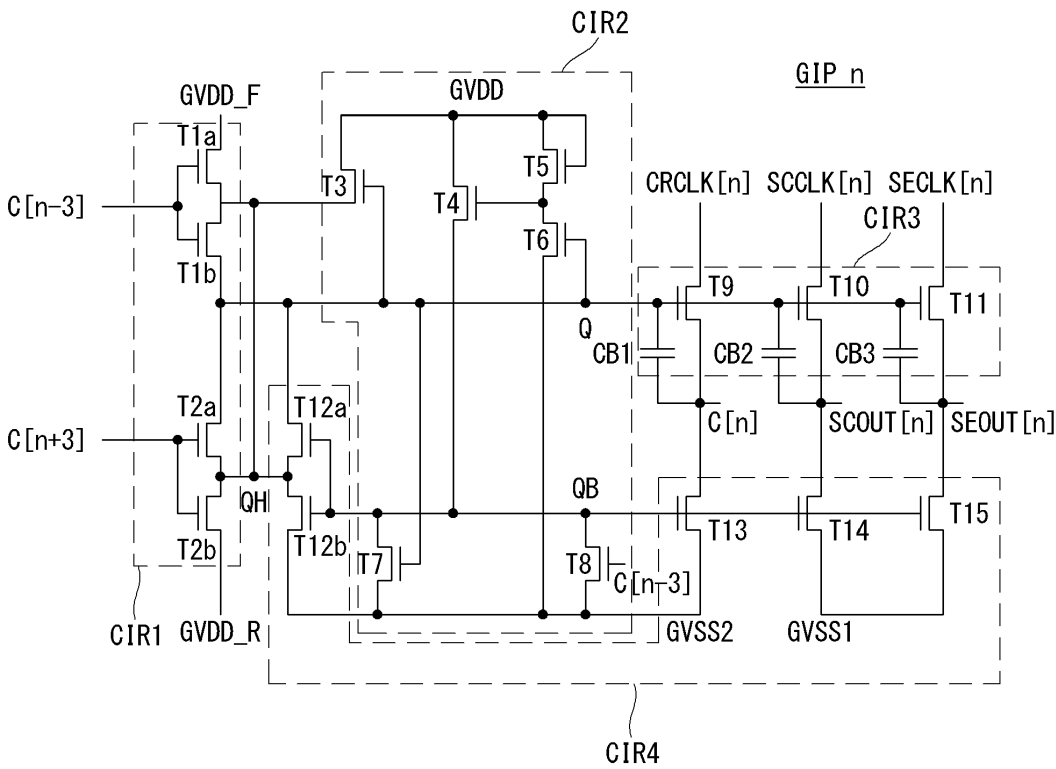 CIR2
GIP n
GVDD_F
GVDD
T1a
T5
C[n-3]
T3
T4
CRCLK[n]
SCCLK[n]
SECLK[n]
CIR3
T6
T1b
T9
T10
T11
Q
CB1
CB2
CB3
T2a
T12a
C[n]
SCOUT[n]
SEOUT[n]
C[n+3]
QH
QB
T2b
T12b
T7
T8
C[n-3]
T13
T14
T15
CIR1
GVDD_R
GVSS2
GVSS1
CIR4